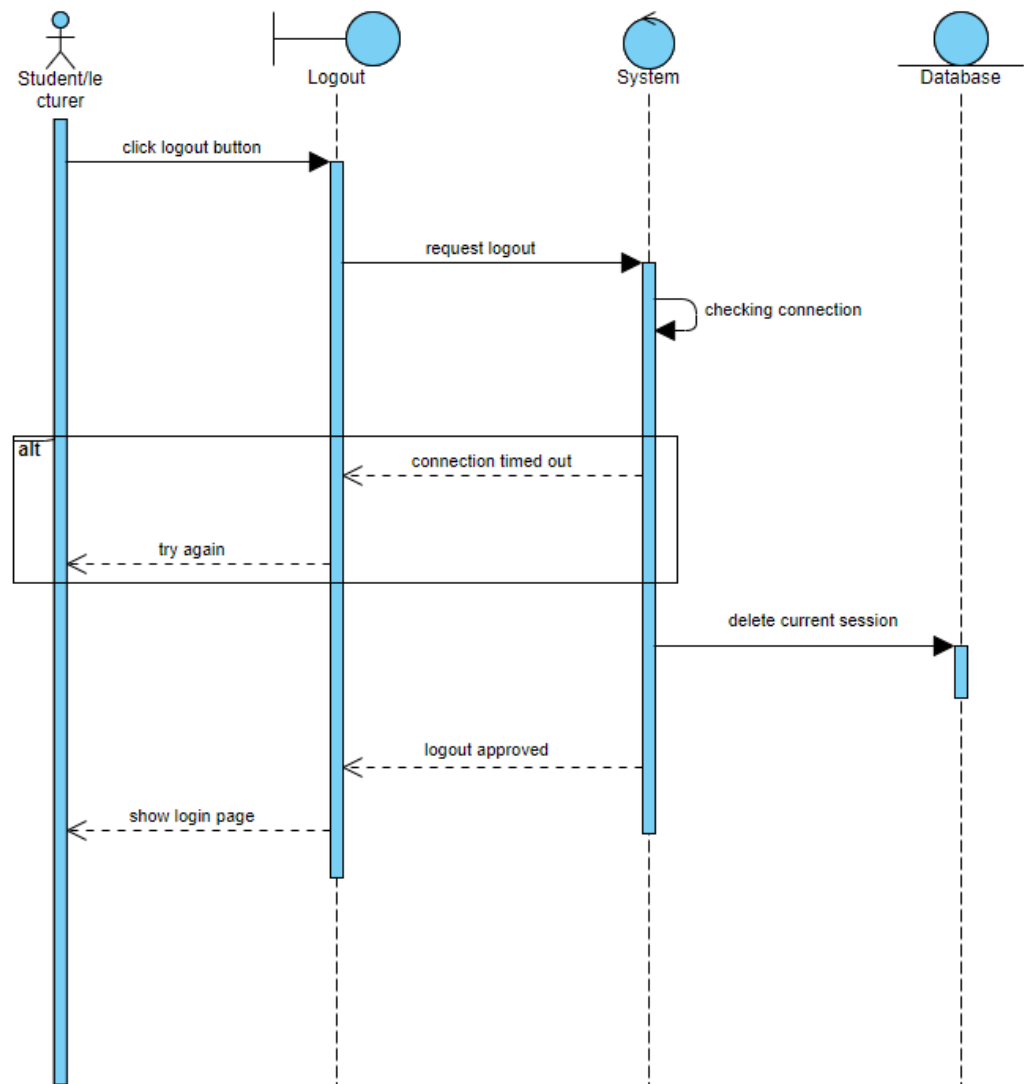 Student/le
cturer
Logout
System
Database
click logout button
request logout
checking connection
alt
connection timed out
try again
delete current session
logout approved
show login page